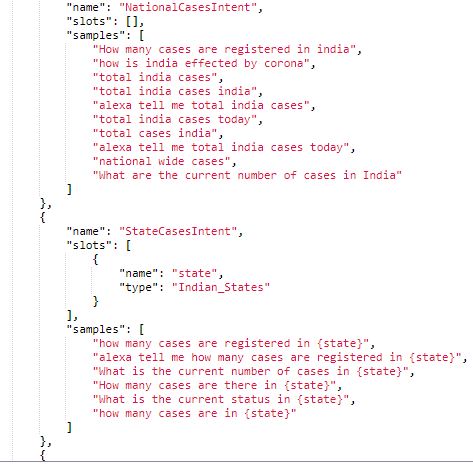 "name": "NationalCasesIntent",
"slots": [],
"samples": [
"How many cases are registered in india",
"how is india effected by corona",
"total india cases",
"total india cases india",
"alexa tell me total india cases",
"total india cases today",
"total cases india",
"alexa tell me total india cases today",
"national wide cases",
"What are the current number of cases in India"
]
},
{
"name": "StateCasesIntent",
"slots": [
{
"name": "state",
"type": "Indian_States"
}
],
"samples": [
"how many cases are registered in {state}",
"alexa tell me how many cases are registered in {state}",
"What is the current number of cases in {state}",
"How many cases are there in {state}",
"What is the current status in {state}",
"how many cases are in {state}"
]
},
{